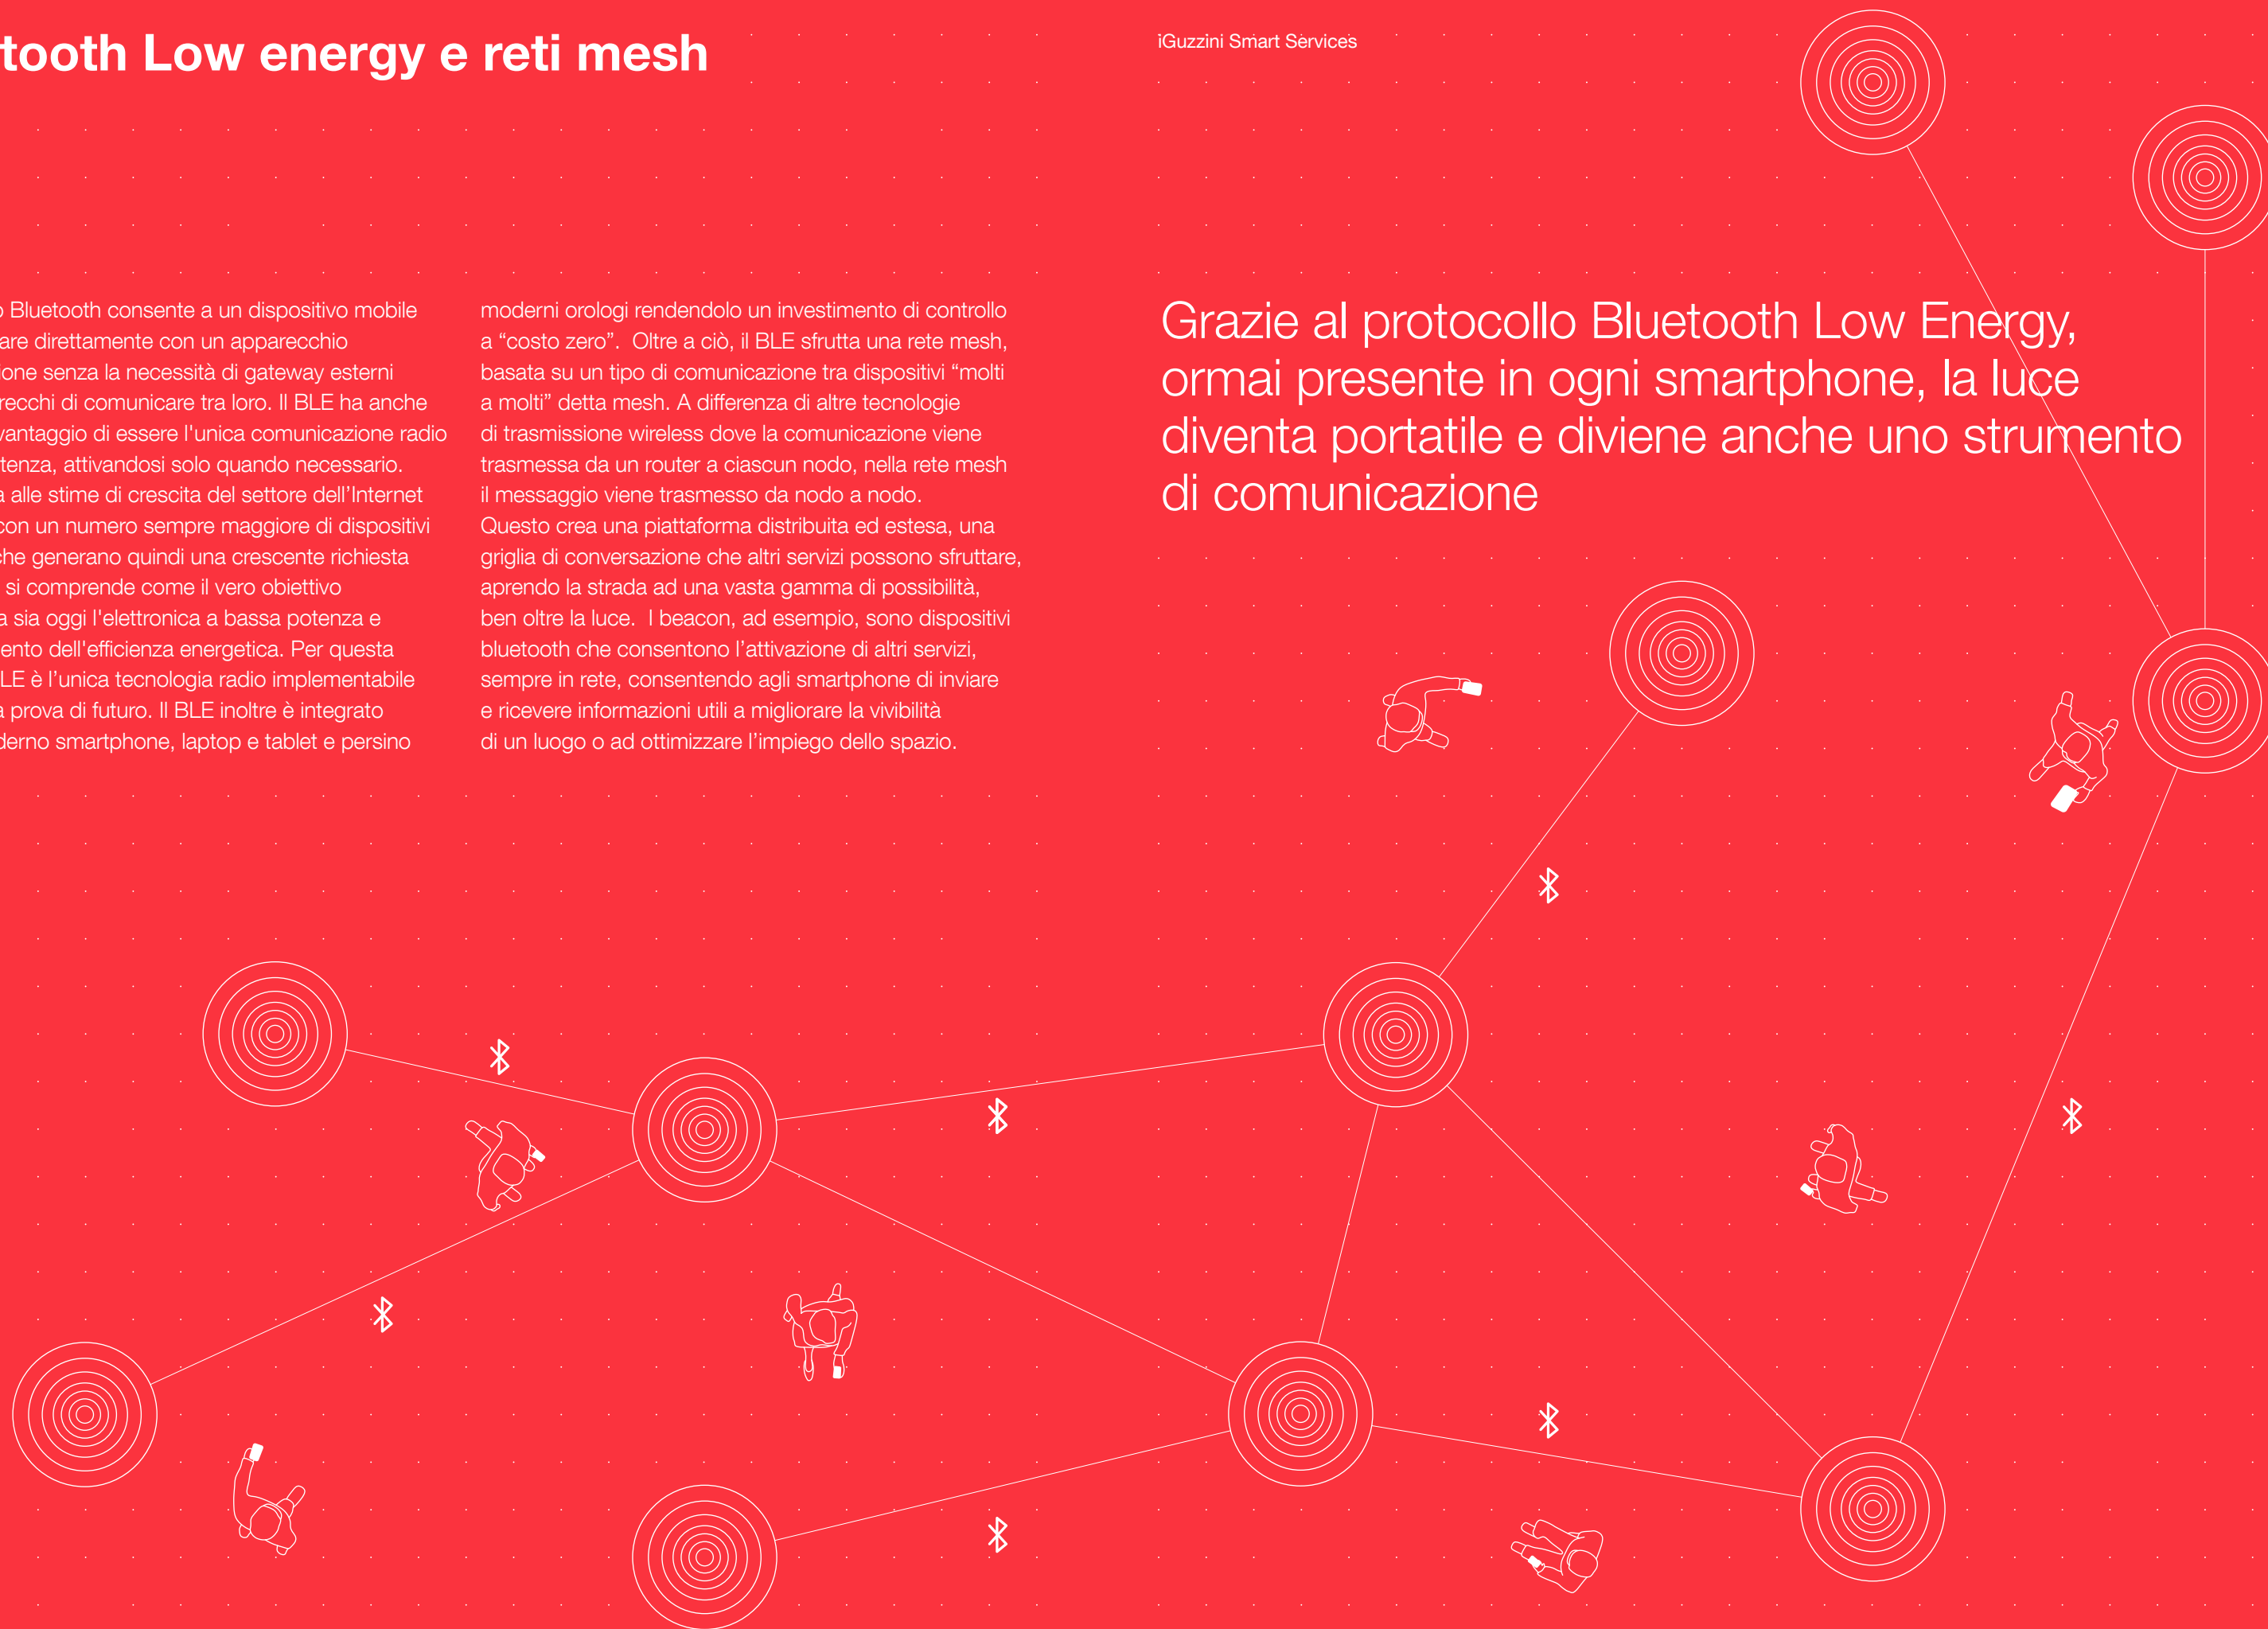 tooth Low energy e reti mesh
iGuzzini Smart Services
Bluetooth consente a un dispositivo mobile
are direttamente con un apparecchio
ione senza la necessità di gateway esterni
recchi di comunicare tra loro. Il BLE ha anche
vantaggio di essere l'unica comunicazione radio
tenza, attivandosi solo quando necessario.
a alle stime di crescita del settore dell’Internet
con un numero sempre maggiore di dispositivi
che generano quindi una crescente richiesta
si comprende come il vero obiettivo
a sia oggi l'elettronica a bassa potenza e
ento dell'efficienza energetica. Per questa
LE è l’unica tecnologia radio implementabile
a prova di futuro. Il BLE inoltre è integrato
derno smartphone, laptop e tablet e persino
moderni orologi rendendolo un investimento di controllo
a “costo zero”.  Oltre a ciò, il BLE sfrutta una rete mesh,
basata su un tipo di comunicazione tra dispositivi “molti
a molti” detta mesh. A differenza di altre tecnologie
di trasmissione wireless dove la comunicazione viene
trasmessa da un router a ciascun nodo, nella rete mesh
il messaggio viene trasmesso da nodo a nodo.
Questo crea una piattaforma distribuita ed estesa, una
griglia di conversazione che altri servizi possono sfruttare,
aprendo la strada ad una vasta gamma di possibilità,
ben oltre la luce.  I beacon, ad esempio, sono dispositivi
bluetooth che consentono l’attivazione di altri servizi,
sempre in rete, consentendo agli smartphone di inviare
e ricevere informazioni utili a migliorare la vivibilità
di un luogo o ad ottimizzare l’impiego dello spazio.
Grazie al protocollo Bluetooth Low Energy,
ormai presente in ogni smartphone, la luce
diventa portatile e diviene anche uno strumento
di comunicazione